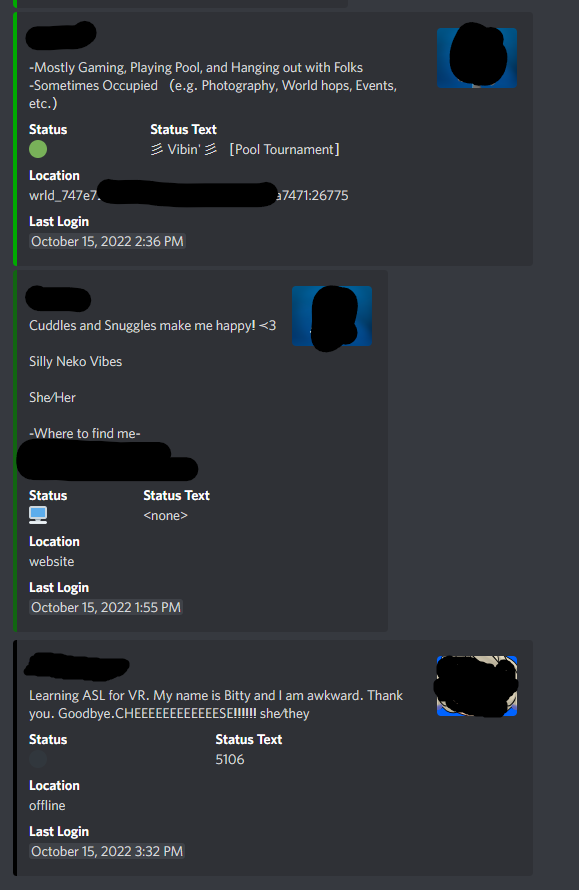 -Mostly Gaming, Playing Pool, and Hanging out with Folks
-Sometimes Occupied (e.g. Photography, World hops, Events,
etc.)
Status Status Text
彡 Vibin' 彡 [Pool Tournament]
Location
wrld_747e7 a7471:26775
Last Login
October 15, 2022 2:36 PM
Cuddles and Snuggles make me happy! <3
Silly Neko Vibes
She⁄Her
-Where to find me-
Status Status Text
<none>
Location
website
Last Login
October 15, 2022 1:55 PM
Learning ASL for VR. My name is Bitty and I am awkward. Thank
you. Goodbye.CHEEEEEEEEEEEESE!!!!!! she⁄they
Status Status Text
5106
Location
offline
Last Login
October 15, 2022 3:32 PM